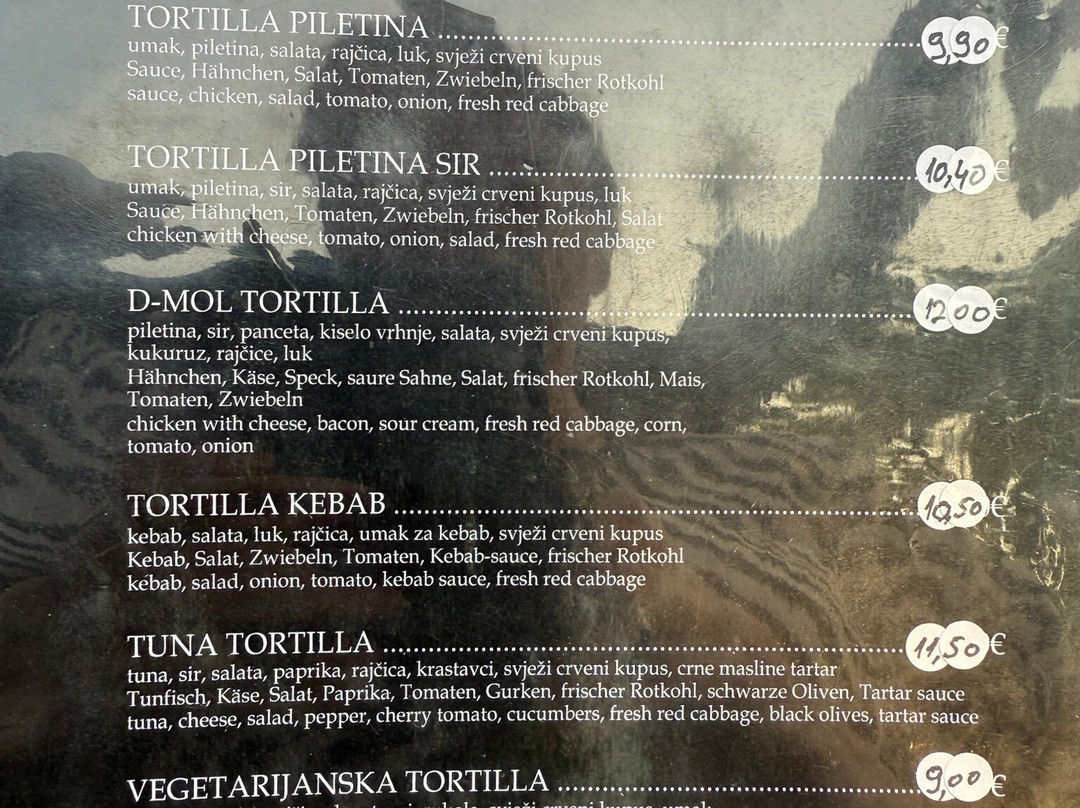 TORTILLA PILETINA ........ 9,90 €
umak, piletina, salata, rajčica, luk, svježi crveni kupus
Sauce, Hähnchen, Salat, Tomaten, Zwiebeln, frischer Rotkohl
sauce, chicken, salad, tomato, onion, fresh red cabbage
TORTILLA PILETINA SIR ........ 10,40 €
umak, piletina, sir, salata, rajčica, svježi crveni kupus, luk
Sauce, Hähnchen, Tomaten, Zwiebeln, frischer Rotkohl, Salat
chicken with cheese, tomato, onion, salad, fresh red cabbage
D-MOL TORTILLA ........ 12,00 €
piletina, sir, panceta, kiselo vrhnje, salata, svježi crveni kupus,
kukuruz, rajčice, luk
Hähnchen, Käse, Speck, saure Sahne, Salat, frischer Rotkohl, Mais,
Tomaten, Zwiebeln
chicken with cheese, bacon, sour cream, fresh red cabbage, corn,
tomato, onion
TORTILLA KEBAB ........ 10,50 €
kebab, salata, luk, rajčica, umak za kebab, svježi crveni kupus
Kebab, Salat, Zwiebeln, Tomaten, Kebab-sauce, frischer Rotkohl
kebab, salad, onion, tomato, kebab sauce, fresh red cabbage
TUNA TORTILLA ........ 11,50 €
tuna, sir, salata, paprika, rajčica, krastavci, svježi crveni kupus, crne masline tartar
Tunfisch, Käse, Salat, Paprika, Tomaten, Gurken, frischer Rotkohl, schwarze Oliven, Tartar sauce
tuna, cheese, salad, pepper, cherry tomato, cucumbers, fresh red cabbage, black olives, tartar sauce
VEGETARIJANSKA TORTILLA ........ 9,00 €
svježi crveni kupus, umak